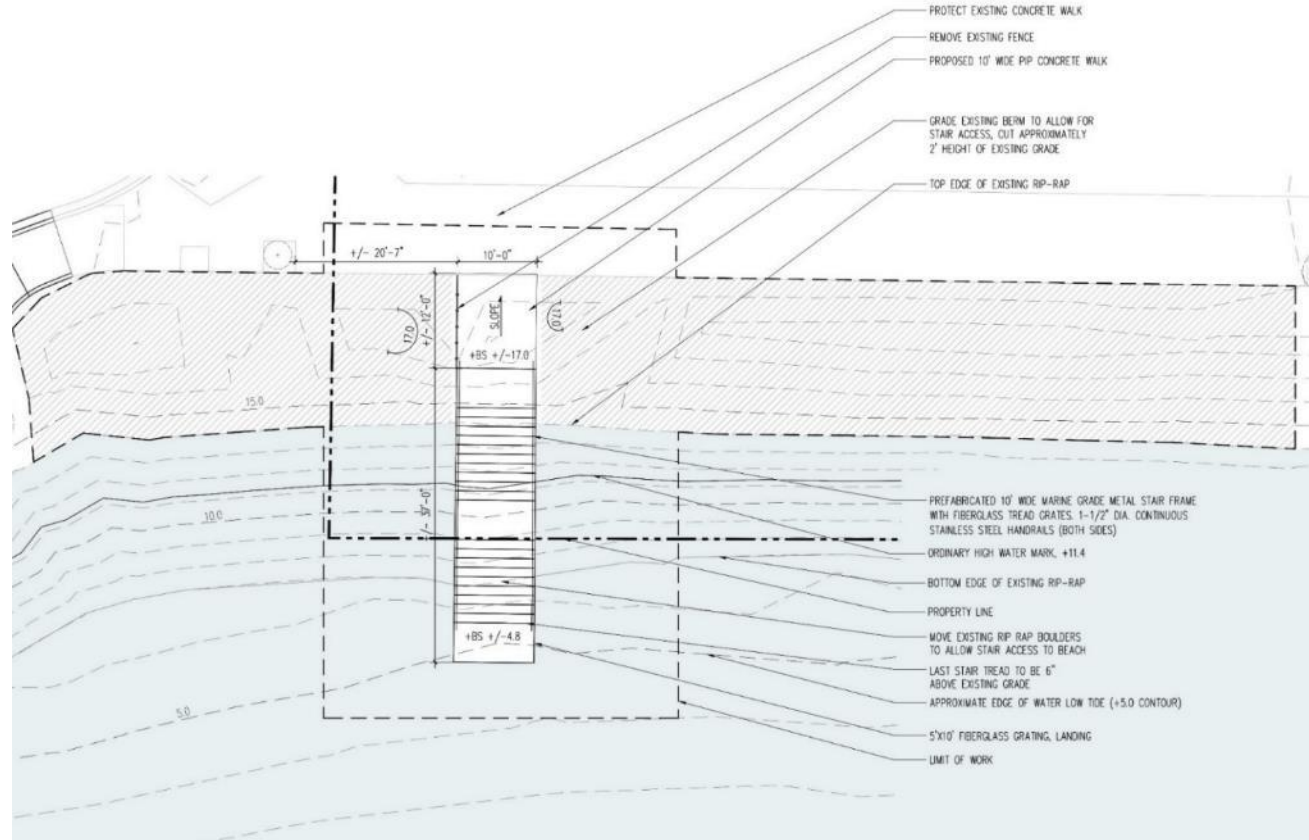 PROTECT EXISTING CONCRETE WALK
REMOVE EXISTING FENCE
PROPOSED 10' WIDE PIP CONCRETE WALK
GRADE EXISTING BERM TO ALLOW FOR
STAIR ACCESS, CUT APPROXIMATELY
2' HEIGHT OF EXISTING GRADE
TOP EDGE OF EXISTING RIP-RAP
+/- 20'-7"
10'-0"
+/- 12'-0"
17.0
SLOPE
17.0
+BS +/-17.0
15.0
+/- 37'-0"
10.0
PREFABRICATED 10' WIDE MARINE GRADE METAL STAIR FRAME
WITH FIBERGLASS TREAD GRATES. 1-1/2" DIA. CONTINUOUS
STAINLESS STEEL HANDRAILS (BOTH SIDES)
ORDINARY HIGH WATER MARK, +11.4
BOTTOM EDGE OF EXISTING RIP-RAP
PROPERTY LINE
MOVE EXISTING RIP RAP BOULDERS
TO ALLOW STAIR ACCESS TO BEACH
+BS +/-4.8
LAST STAIR TREAD TO BE 6"
ABOVE EXISTING GRADE
APPROXIMATE EDGE OF WATER LOW TIDE (+5.0 CONTOUR)
5.0
5'X10' FIBERGLASS GRATING, LANDING
LIMIT OF WORK